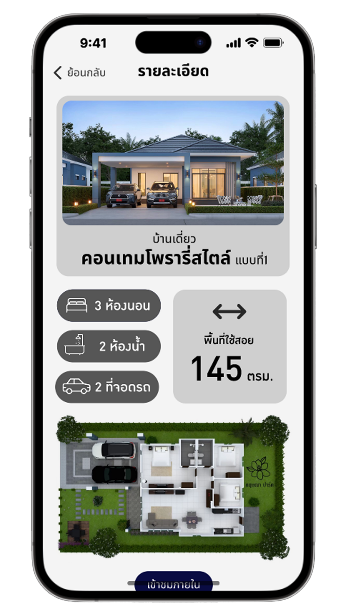 9:41
ย้อนกลับ
รายละเอียด
บ้านเดี่ยว
คอนเทมโพรารี่สไตล์ แบบที่1
3 ห้องนอน
2 ห้องน้ำ
2 ที่จอดรถ
พื้นที่ใช้สอย
145 ตรม.
เข้าชมภายใน